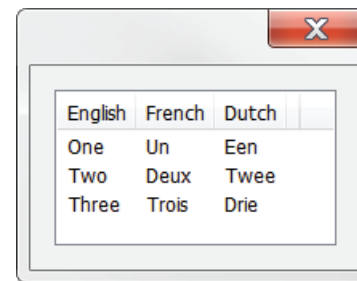 English French Dutch
One Un Een
Two Deux Twee
Three Trois Drie